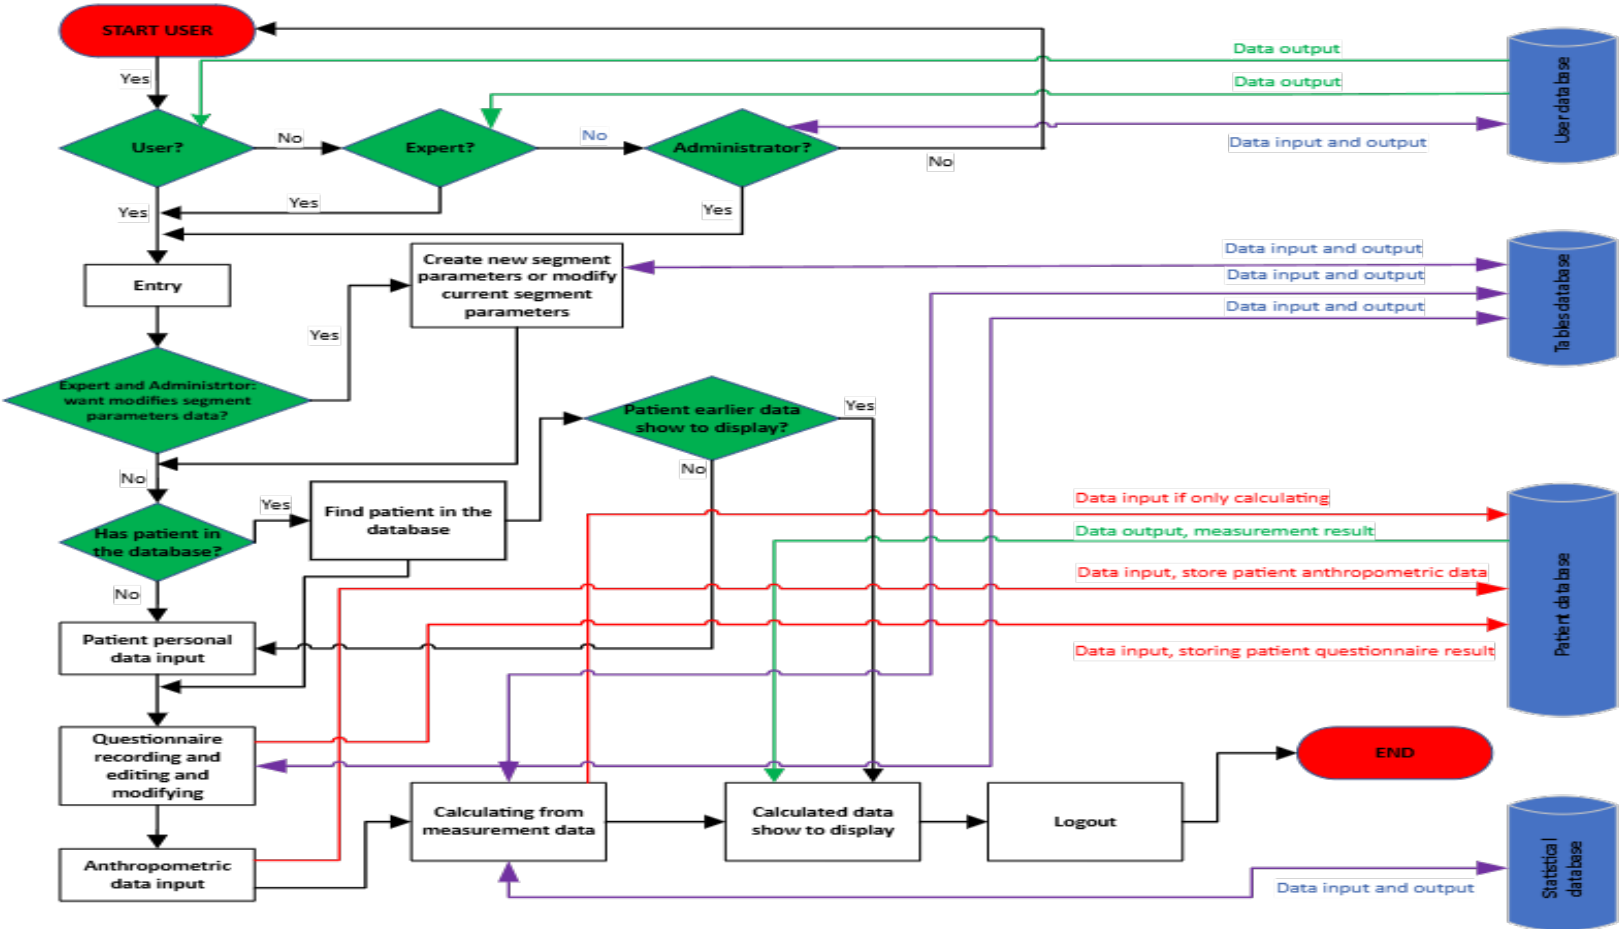 START USER
Data output
Yes
Data output
User database
User?
No
Expert?
No
Administrator?
Data input and output
No
Yes
Yes
Yes
Entry
Create new segment
parameters or modify
current segment
parameters
Data input and output
Data input and output
Data input and output
Tables database
Yes
Expert and Administrtor:
want modifies segment
parameters data?
Patient earlier data
show to display?
Yes
No
No
Yes
Find patient in the
database
Has patient in
the database?
Data input if only calculating
Data output, measurement result
Data input, store patient anthropometric data
Data input, storing patient questionnaire result
Patient database
No
Patient personal
data input
Questionnaire
recording and
editing and
modifying
END
Calculating from
measurement data
Calculated data
show to display
Logout
Anthropometric
data input
Data input and output
Statistical
database